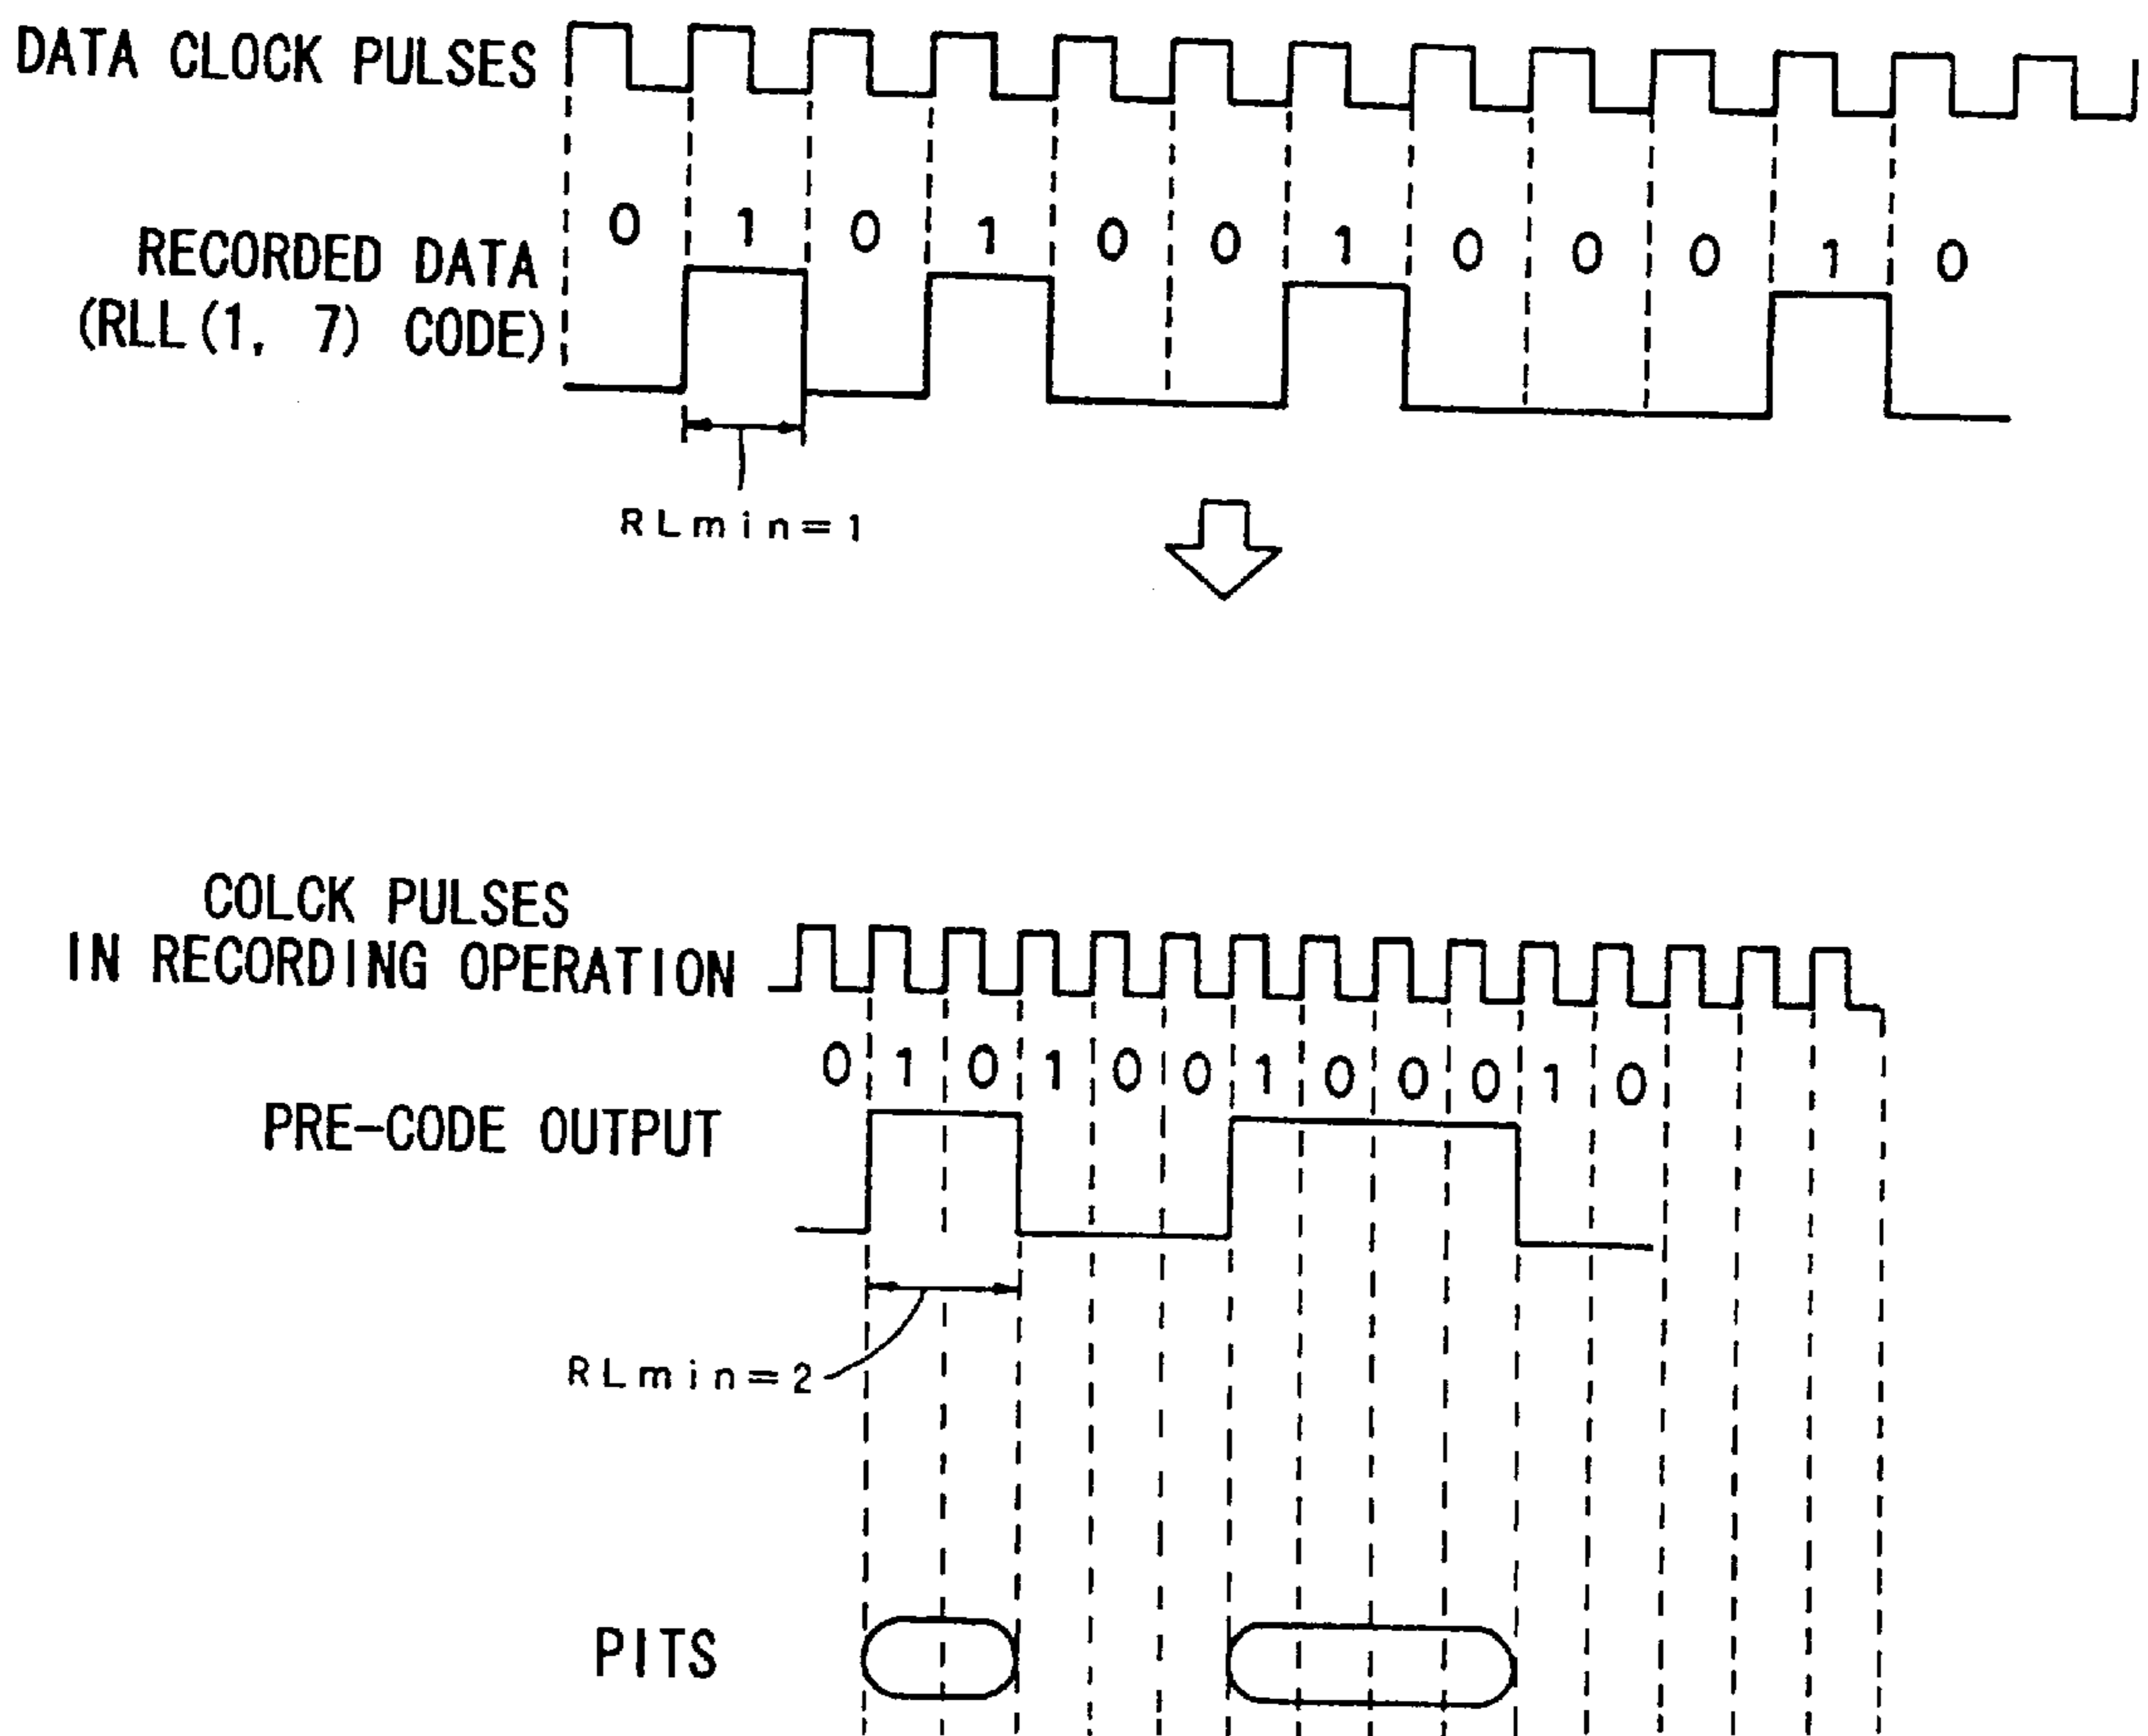 DATA CLOCK PULSES
0 1 0 1 0 0 1 0 0 0 1 0
RECORDED DATA
(RLL(1, 7) CODE)
RLmin=1
COLCK PULSES
IN RECORDING OPERATION
0 1 0 1 0 0 1 0 0 0 1 0
PRE-CODE OUTPUT
RLmin=2
PITS